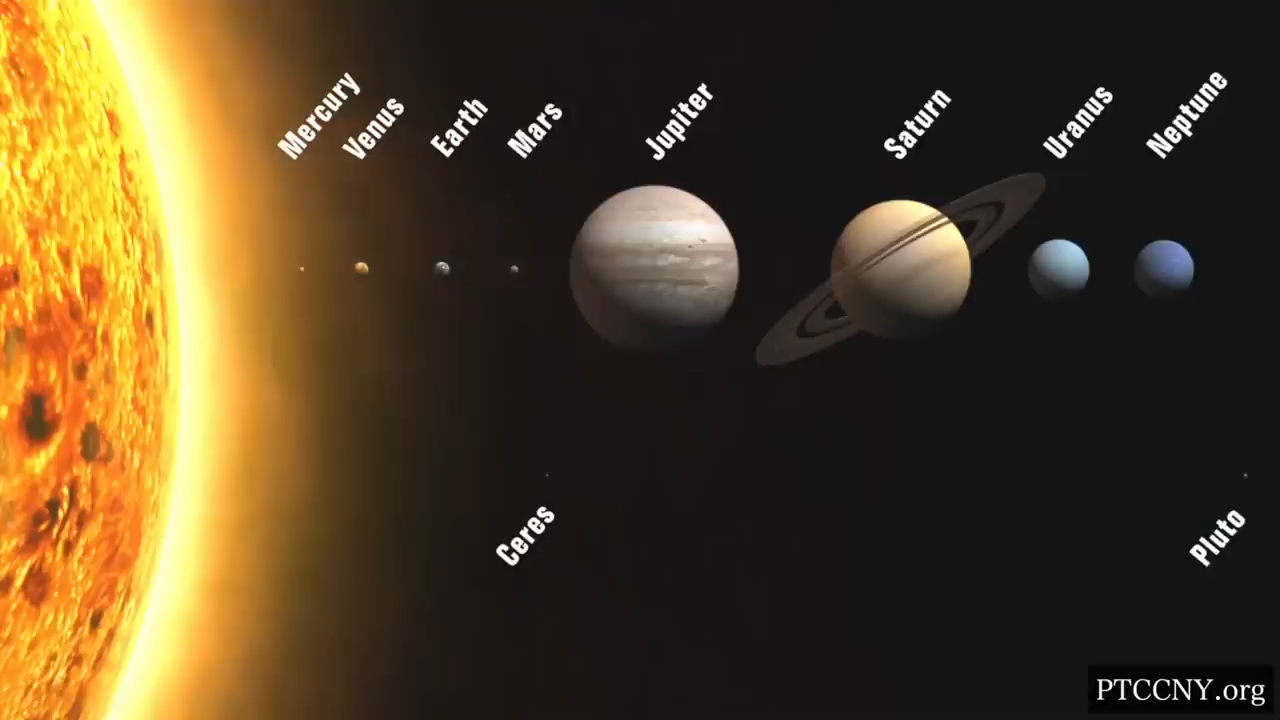 Mercury
Venus
Earth
Mars
Jupiter
Saturn
Uranus
Neptune
Ceres
Pluto
PTCCNY.org